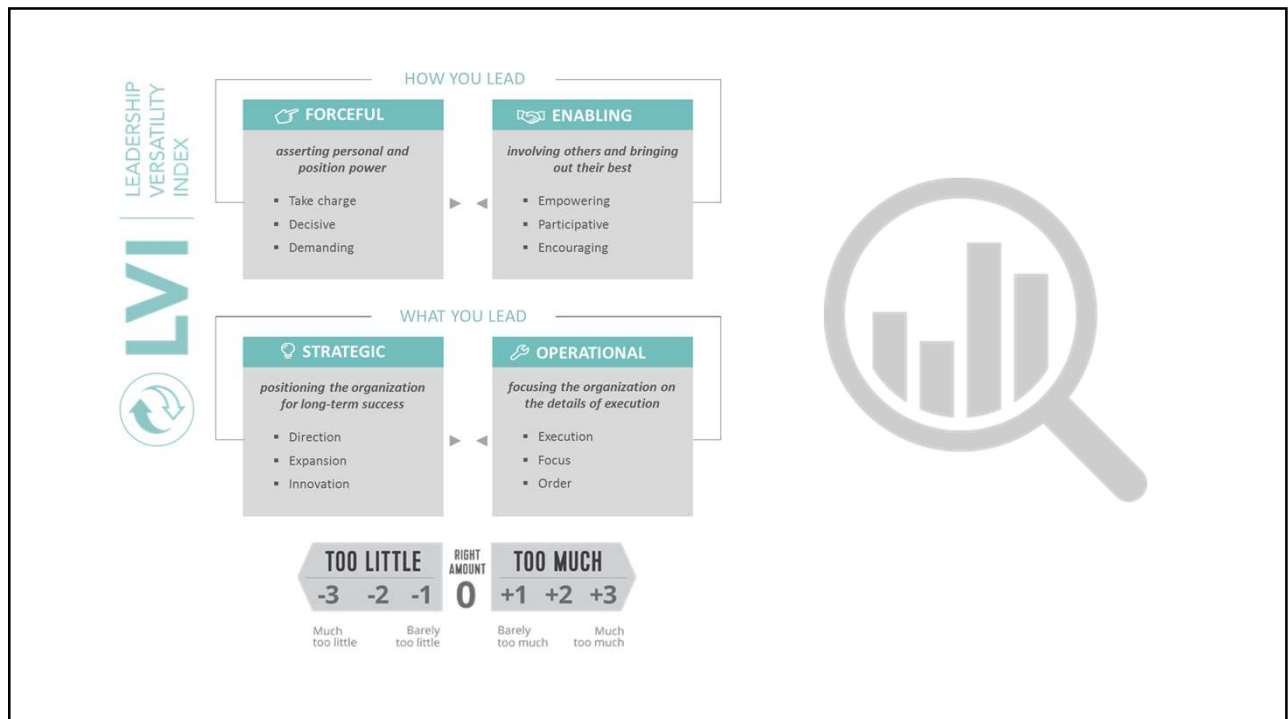 LEADERSHIP
VERSATILITY
INDEX
LVI
HOW YOU LEAD
FORCEFUL
asserting personal and
position power
▪ Take charge
▪ Decisive
▪ Demanding
ENABLING
involving others and bringing
out their best
▪ Empowering
▪ Participative
▪ Encouraging
WHAT YOU LEAD
STRATEGIC
positioning the organization
for long-term success
▪ Direction
▪ Expansion
▪ Innovation
OPERATIONAL
focusing the organization on
the details of execution
▪ Execution
▪ Focus
▪ Order
TOO LITTLE
-3 -2 -1
RIGHT
AMOUNT
0
TOO MUCH
+1 +2 +3
Much
too little
Barely
too little
Barely
too much
Much
too much